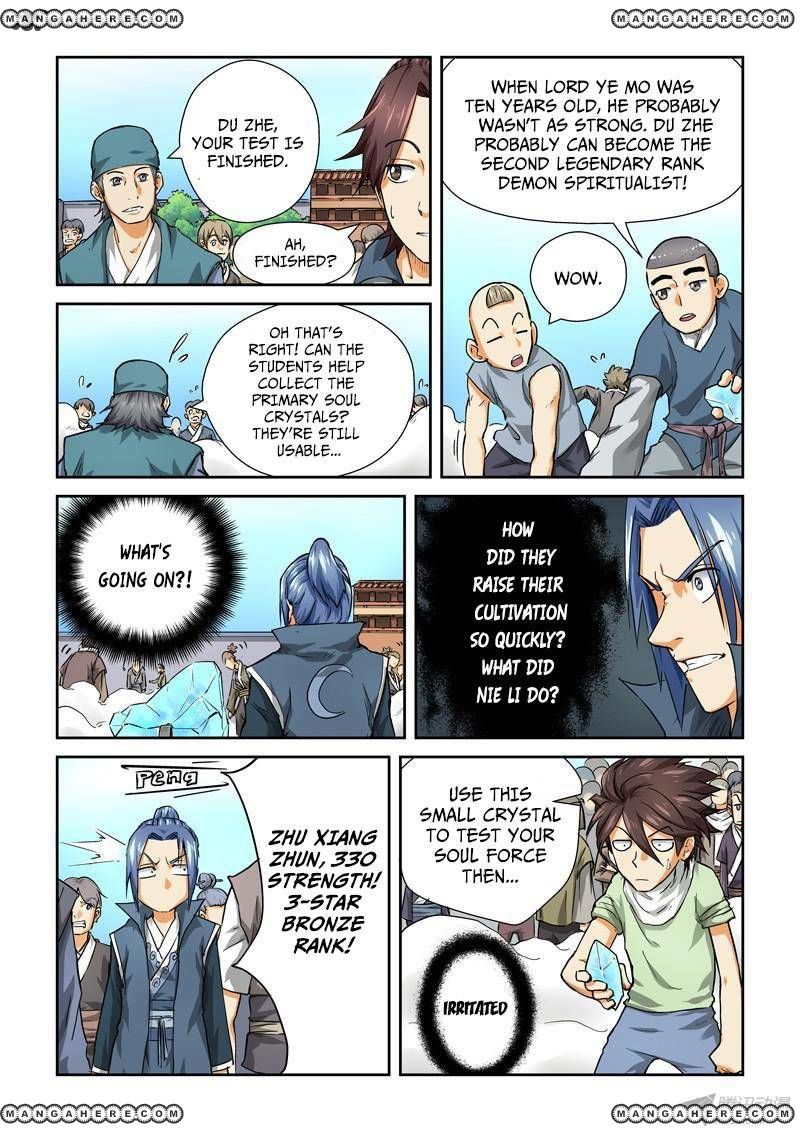 MANGAHERE.COM
MANGAHERE.COM
DU ZHE,
YOUR TEST IS
FINISHED.
AH,
FINISHED?
WHEN LORD YE MO WAS
TEN YEARS OLD, HE PROBABLY
WASN'T AS STRONG. DU ZHE
PROBABLY CAN BECOME THE
SECOND LEGENDARY RANK
DEMON SPIRITUALIST!
WOW.
OH THAT'S
RIGHT! CAN THE
STUDENTS HELP
COLLECT THE
PRIMARY SOUL
CRYSTALS?
THEY'RE STILL
USABLE...
WHAT'S
GOING ON?!
HOW
DID THEY
RAISE THEIR
CULTIVATION
SO QUICKLY?
WHAT DID
NIE LI DO?
Peng
ZHU XIANG
ZHUN, 330
STRENGTH!
3-STAR
BRONZE
RANK!
USE THIS
SMALL CRYSTAL
TO TEST YOUR
SOUL FORCE
THEN...
IRRITATED
腾讯动漫
MANGAHERE.COM
MANGAHERE.COM